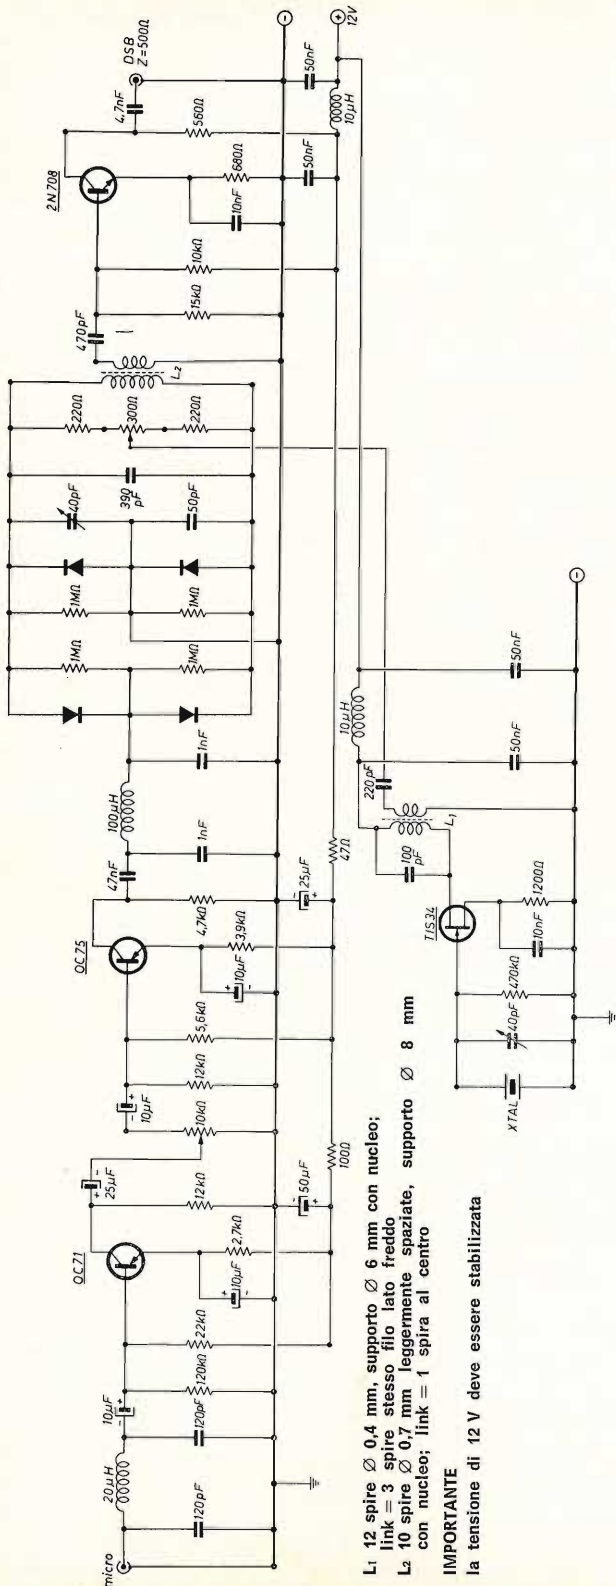 micro
20µH
120pF
120pF
10µF
+
-
120kΩ
22kΩ
OC71
10µF
+
-
2,7kΩ
12kΩ
25µF
+
-
50µF
-
+
100Ω
10kΩ
10µF
-
+
12kΩ
5,6kΩ
OC75
10µF
+
-
3,9kΩ
4,7kΩ
47nF
25µF
-
+
47Ω
1nF
100µH
1nF
1MΩ
1MΩ
1MΩ
1MΩ
40pF
50pF
390
pF
220Ω
300Ω
220Ω
L2
470pF
15kΩ
10kΩ
2N708
10nF
680Ω
560Ω
4,7nF
DSB
Z=500Ω
50nF
50nF
10µH
-
+
12V
XTAL
40pF
470kΩ
TIS34
10nF
1200Ω
100
pF
L1
220pF
10µH
50nF
50nF
-
L1 12 spire Ø 0,4 mm, supporto Ø 6 mm con nucleo;
link = 3 spire stesso filo lato freddo
L2 10 spire Ø 0,7 mm leggermente spaziate, supporto Ø 8 mm
con nucleo; link = 1 spira al centro
IMPORTANTE
la tensione di 12 V deve essere stabilizzata